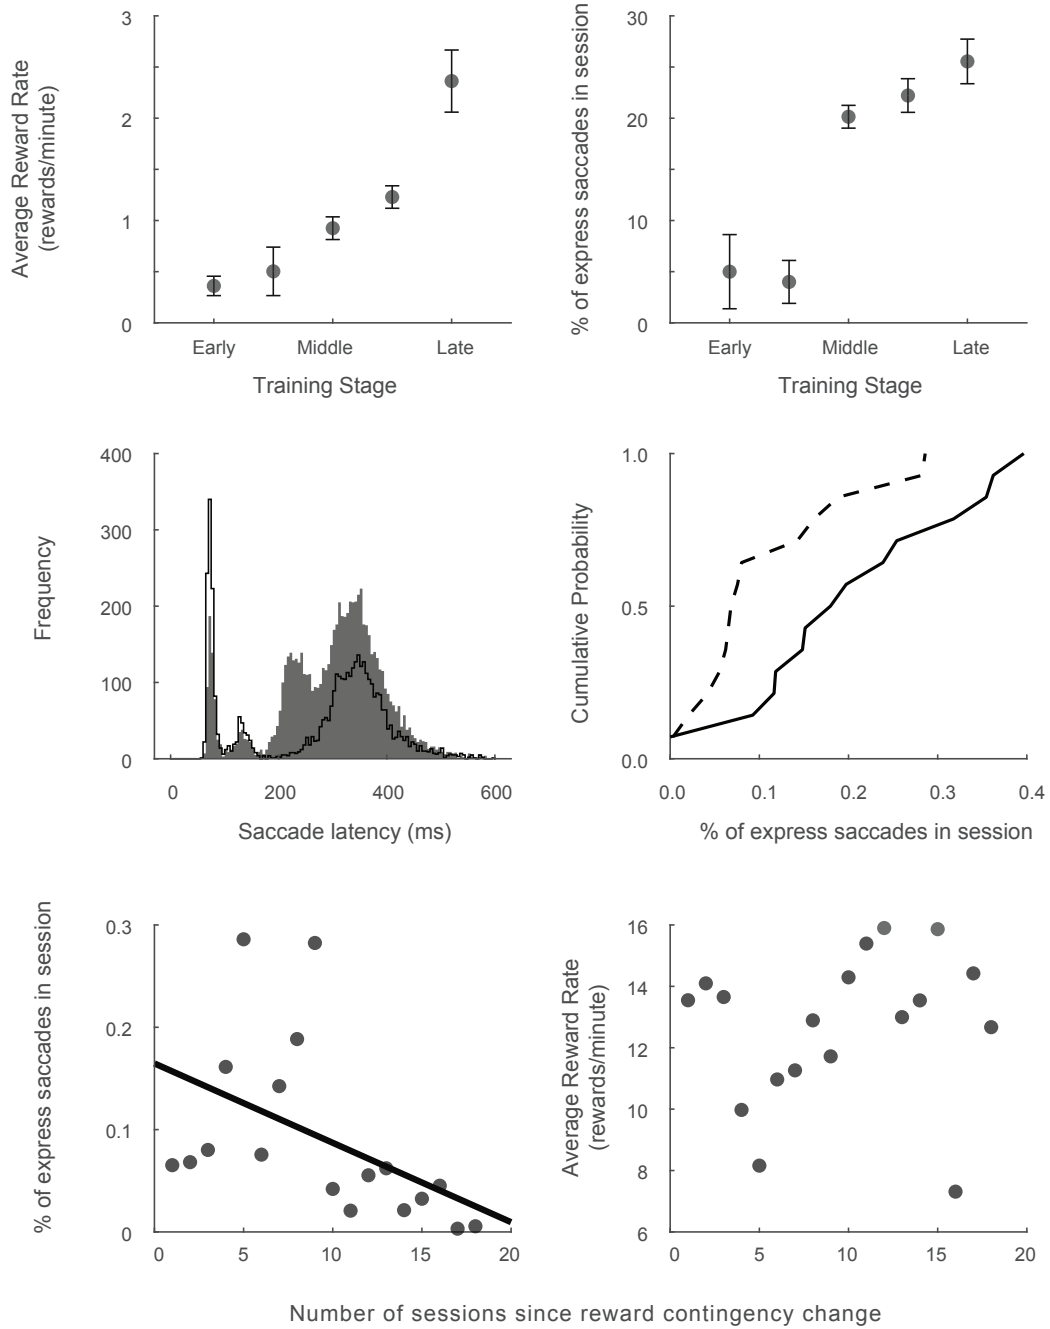 Average Reward Rate
(rewards/minute)
3
2
1
0
Early Middle Late
Training Stage
% of express saccades in session
30
20
10
0
Early Middle Late
Training Stage
Frequency
400
300
200
100
0
0 200 400 600
Saccade latency (ms)
Cumulative Probability
1.0
0.5
0.0
0.0 0.1 0.2 0.3 0.4
% of express saccades in session
% of express saccades in session
0.3
0.2
0.1
0
0 5 10 15 20
Average Reward Rate
(rewards/minute)
16
14
12
10
8
6
0 5 10 15 20
Number of sessions since reward contingency change